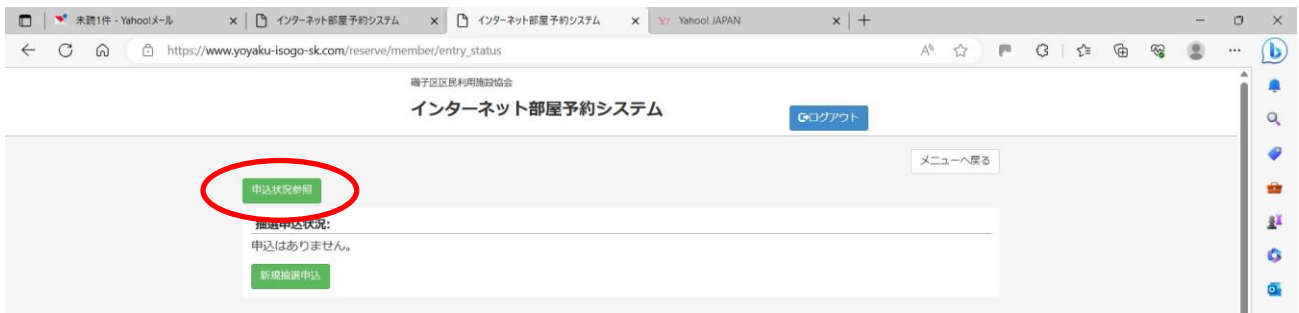 未読1件 - Yahoo!メール
インターネット部屋予約システム
インターネット部屋予約システム
Yahoo! JAPAN
https://www.yoyaku-isogo-sk.com/reserve/member/entry_status
磯子区区民利用施設協会
インターネット部屋予約システム
ログアウト
メニューへ戻る
申込状況参照
抽選申込状況:
申込はありません。
新規抽選申込